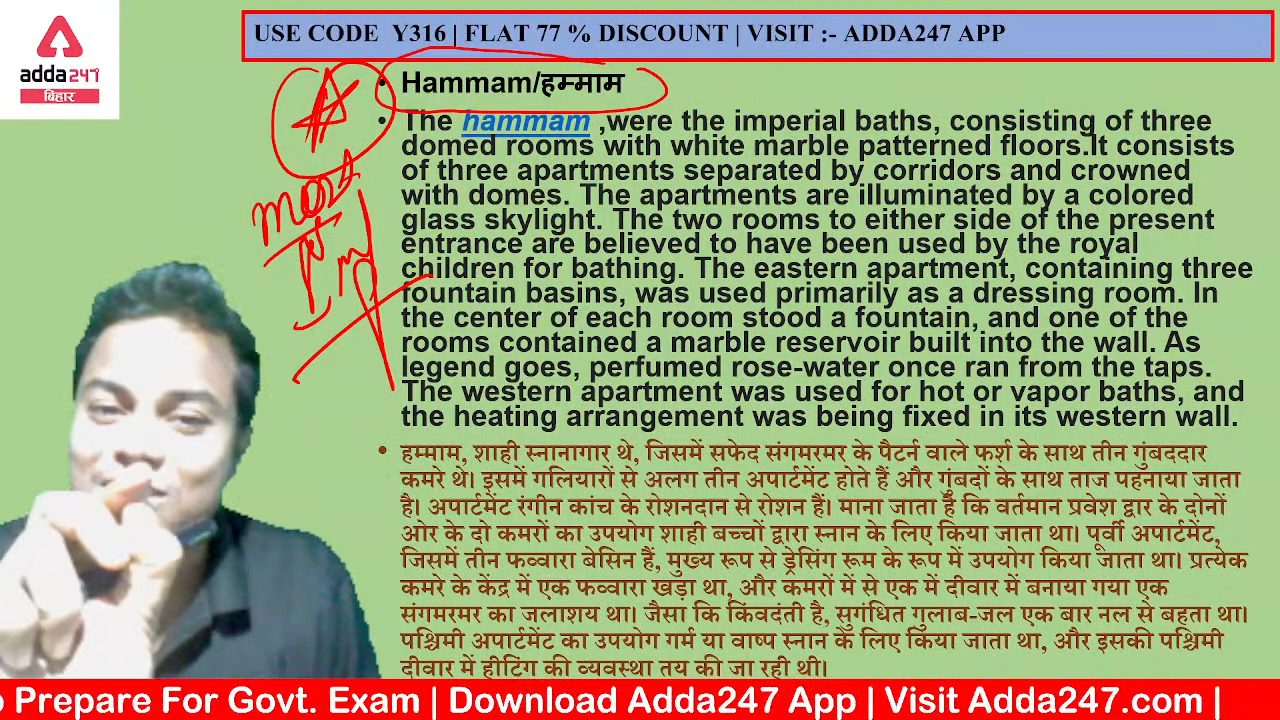 USE CODE Y316 | FLAT 77 % DISCOUNT | VISIT :- ADDA247 APP
adda247
बिहार
• Hammam/हम्माम
• The hammam ,were the imperial baths, consisting of three
domed rooms with white marble patterned floors.It consists
of three apartments separated by corridors and crowned
with domes. The apartments are illuminated by a colored
glass skylight. The two rooms to either side of the present
entrance are believed to have been used by the royal
children for bathing. The eastern apartment, containing three
fountain basins, was used primarily as a dressing room. In
the center of each room stood a fountain, and one of the
rooms contained a marble reservoir built into the wall. As
legend goes, perfumed rose-water once ran from the taps.
The western apartment was used for hot or vapor baths, and
the heating arrangement was being fixed in its western wall.
most
Imp
• हम्माम, शाही स्नानागार थे, जिसमें सफेद संगमरमर के पैटर्न वाले फर्श के साथ तीन गुंबददार
कमरे थे। इसमें गलियारों से अलग तीन अपार्टमेंट होते हैं और गुंबदों के साथ ताज पहनाया जाता
है। अपार्टमेंट रंगीन कांच के रोशनदान से रोशन हैं। माना जाता है कि वर्तमान प्रवेश द्वार के दोनों
ओर के दो कमरों का उपयोग शाही बच्चों द्वारा स्नान के लिए किया जाता था। पूर्वी अपार्टमेंट,
जिसमें तीन फव्वारा बेसिन हैं, मुख्य रूप से ड्रेसिंग रूम के रूप में उपयोग किया जाता था। प्रत्येक
कमरे के केंद्र में एक फव्वारा खड़ा था, और कमरों में से एक में दीवार में बनाया गया एक
संगमरमर का जलाशय था। जैसा कि किंवदंती है, सुगंधित गुलाब-जल एक बार नल से बहता था।
पश्चिमी अपार्टमेंट का उपयोग गर्म या वाष्प स्नान के लिए किया जाता था, और इसकी पश्चिमी
दीवार में हीटिंग की व्यवस्था तय की जा रही थी।
Prepare For Govt. Exam | Download Adda247 App | Visit Adda247.com |